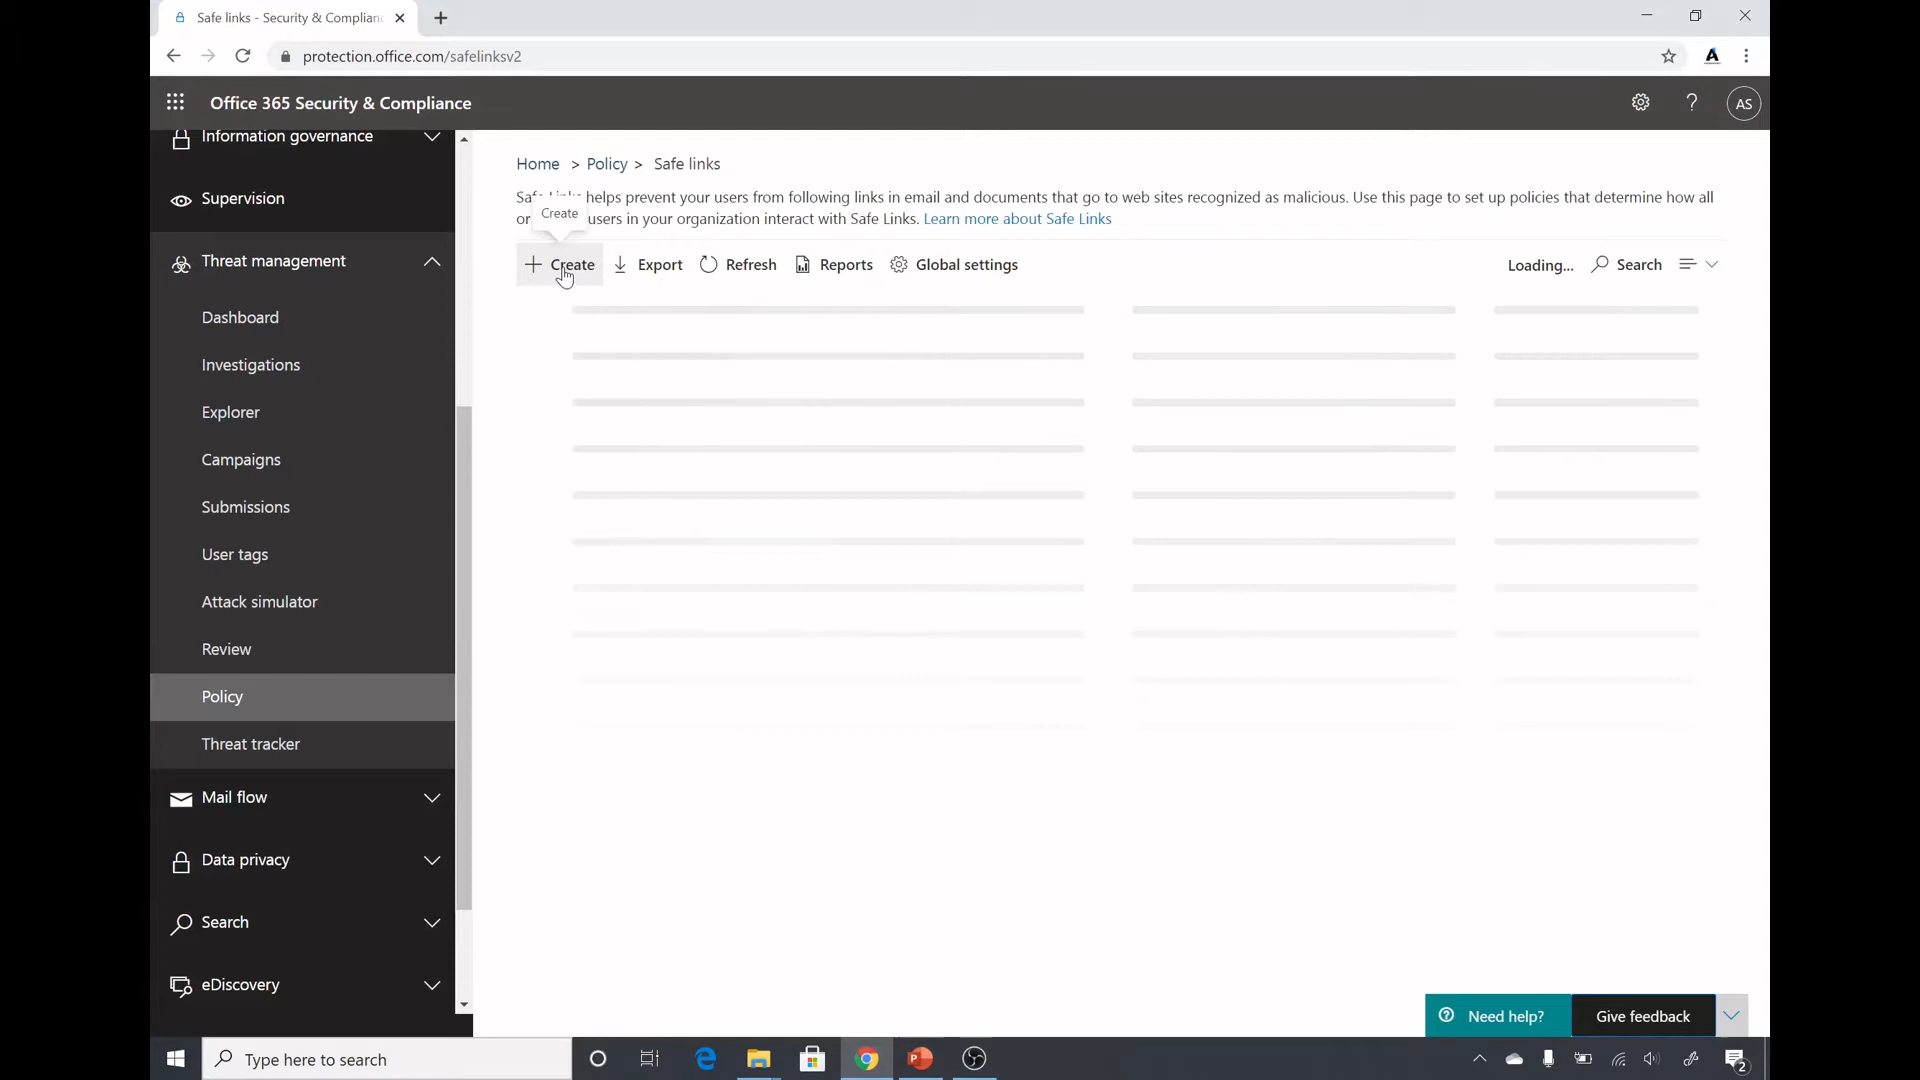 Safe links - Security & Complian
protection.office.com/safelinksv2
Office 365 Security & Compliance
AS
Information governance
Supervision
Threat management
Dashboard
Investigations
Explorer
Campaigns
Submissions
User tags
Attack simulator
Review
Policy
Threat tracker
Mail flow
Data privacy
Search
eDiscovery
Home > Policy > Safe links
Safe Links helps prevent your users from following links in email and documents that go to web sites recognized as malicious. Use this page to set up policies that determine how all
or users in your organization interact with Safe Links. Learn more about Safe Links
Create
Create Export Refresh Reports Global settings Loading... Search
Need help? Give feedback
Type here to search
2